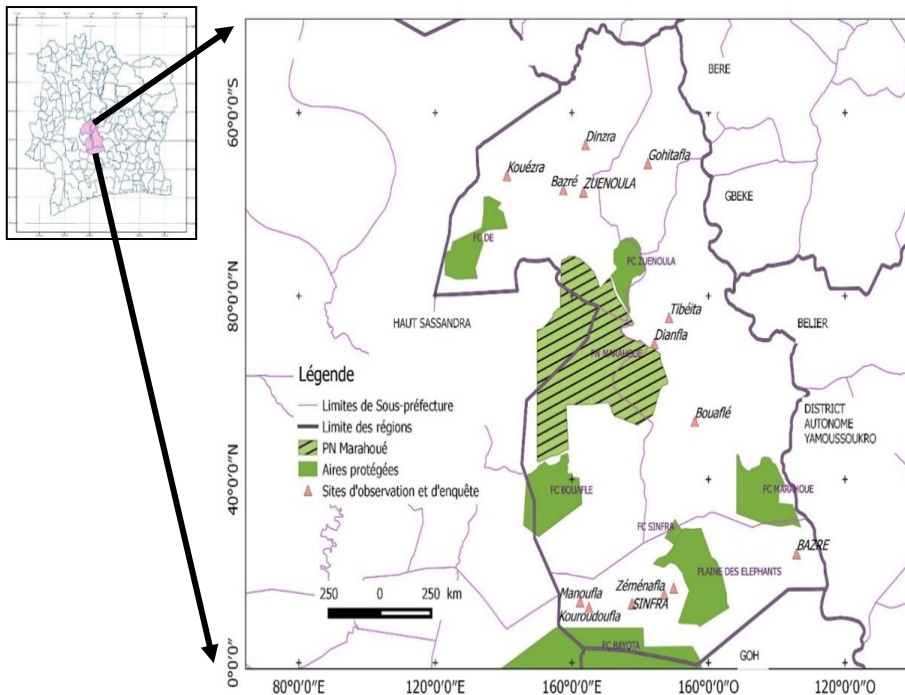 BERE
60°0'0"S
Dinzra
Gohitafla
Kouézra
Bazré
ZUENOULA
GBEKE
FC DE
FC ZUENOULA
80°0'0"N
Tibéita
HAUT SASSANDRA
BELIER
Dianfla
PN MARAHOUE
Légende
Limites de Sous-préfecture
Limite des régions
PN Marahoué
Aires protégées
Sites d'observation et d'enquête
Bouaflé
DISTRICT
AUTONOME
YAMOUSSOUKRO
40°0'0"N
FC BOUAFLE
FC MARAHOUE
FC SINFRA
BAZRE
PLAINE DES ELEPHANTS
250 0 250 km
Zéménafla
Manoufla
SINFRA
Kouroudoufla
FC BAYOTA
GOH
0°0'0"
80°0'0"E 120°0'0"E 160°0'0"E 160°0'0"E 120°0'0"